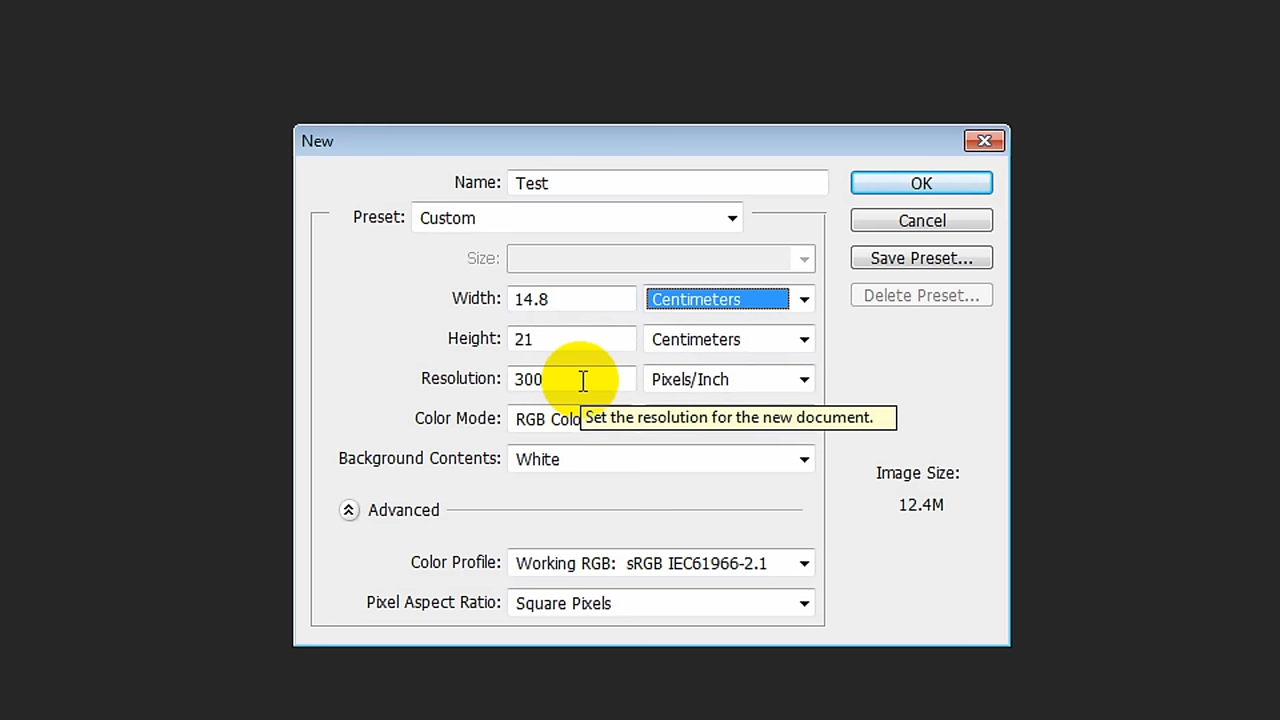 New
Name: Test
OK
Preset: Custom
Cancel
Size:
Save Preset...
Width: 14.8 Centimeters
Delete Preset...
Height: 21 Centimeters
Resolution: 300 Pixels/Inch
Color Mode: RGB Colo
Set the resolution for the new document.
Background Contents: White
Image Size:
12.4M
Advanced
Color Profile: Working RGB: sRGB IEC61966-2.1
Pixel Aspect Ratio: Square Pixels